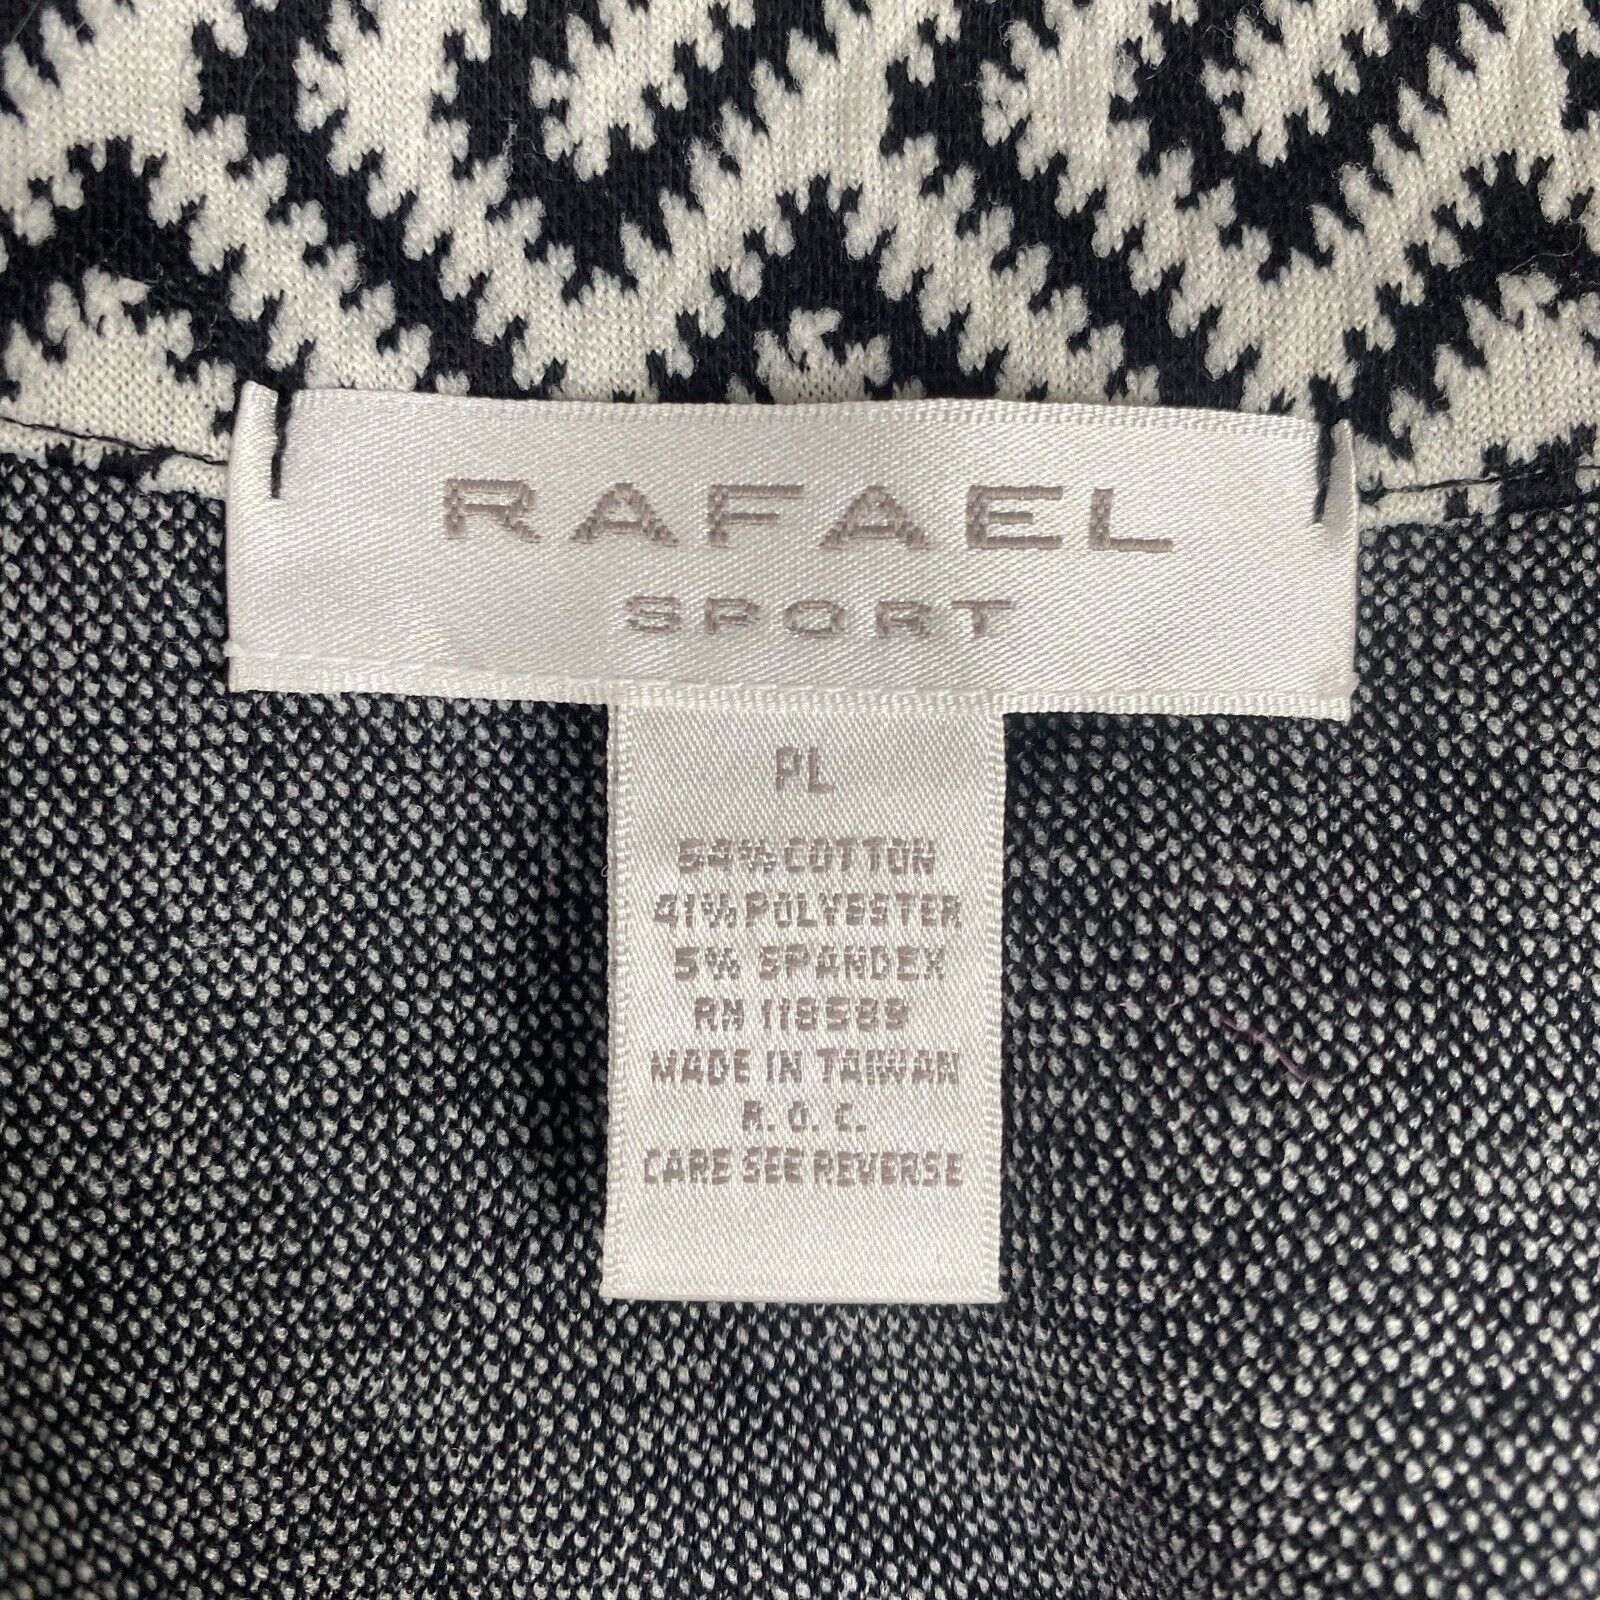 RAFAEL
SPORT
PL
54% COTTON
41% POLYESTER
5% SPANDEX
RN 118589
MADE IN TAIWAN
R. O. C.
CARE SEE REVERSE